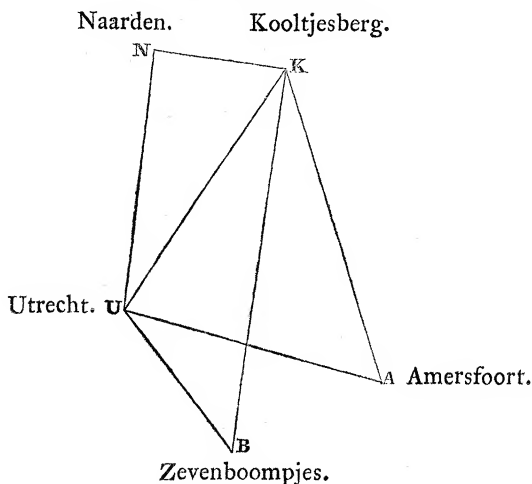 Naarden. Kooltjesberg.
N K
Utrecht. U
A Amersfoort.
B
Zevenboompjes.